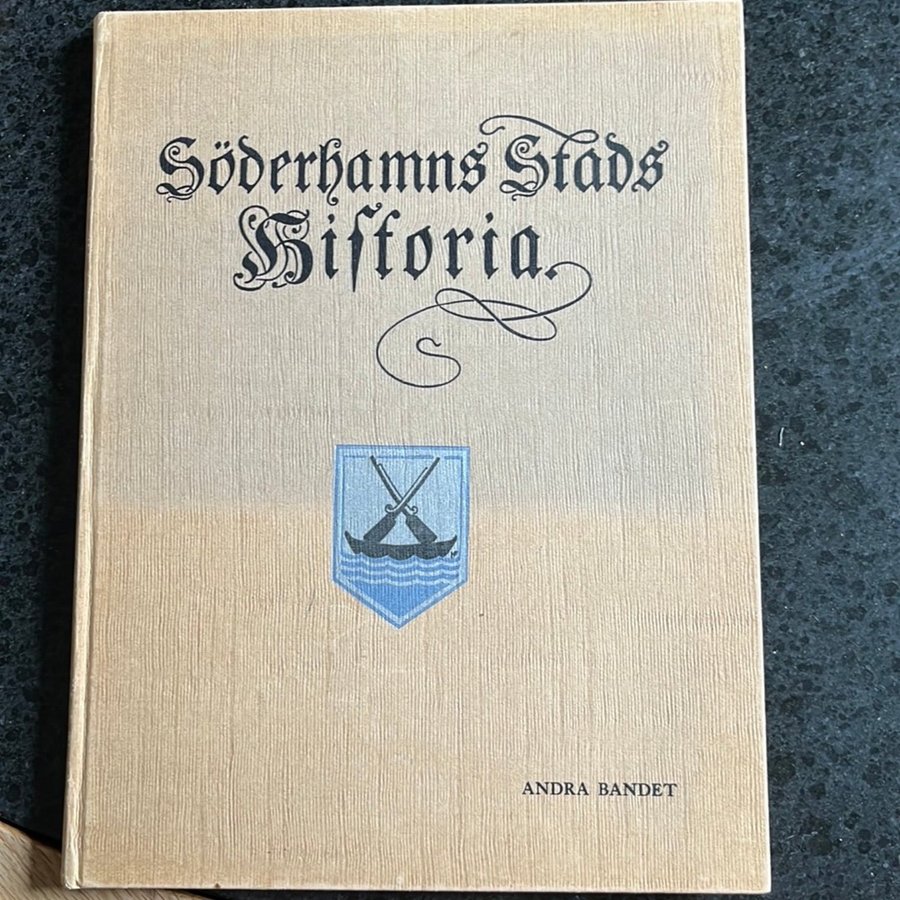 Söderhamns Stads
Hiſtoria.
ANDRA BANDET